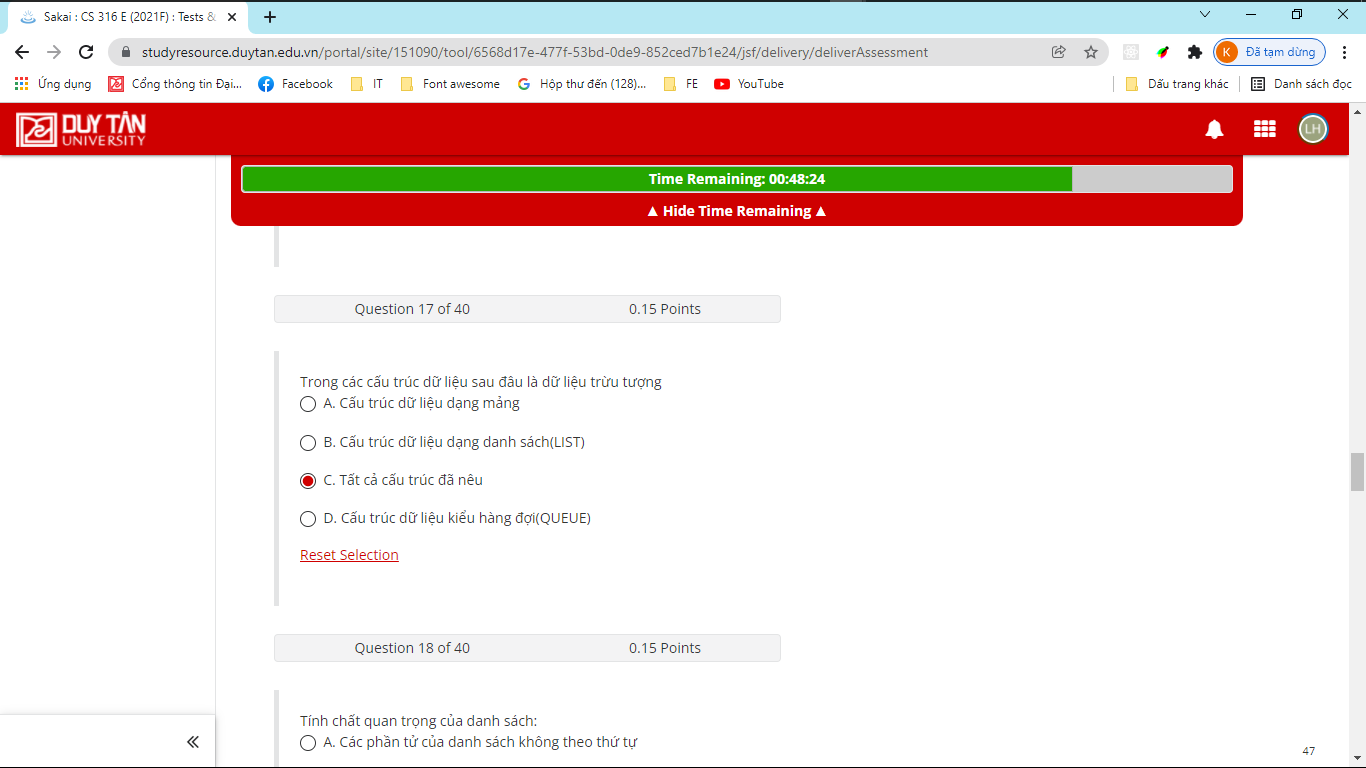 Sakai : CS 316 E (2021F) : Tests &
studyresource.duytan.edu.vn/portal/site/151090/tool/6568d17e-477f-53bd-0de9-852ced7b1e24/jsf/delivery/deliverAssessment
K Đã tạm dừng
Ứng dụng Cổng thông tin Đại... Facebook IT Font awesome Hộp thư đến (128)... FE YouTube Dấu trang khác Danh sách đọc
DUY TÂN
UNIVERSITY
LH
Time Remaining: 00:48:24
▲ Hide Time Remaining ▲
Question 17 of 40 0.15 Points
Trong các cấu trúc dữ liệu sau đâu là dữ liệu trừu tượng
A. Cấu trúc dữ liệu dạng mảng
B. Cấu trúc dữ liệu dạng danh sách(LIST)
C. Tất cả cấu trúc đã nêu
D. Cấu trúc dữ liệu kiểu hàng đợi(QUEUE)
Reset Selection
Question 18 of 40 0.15 Points
Tính chất quan trọng của danh sách:
A. Các phần tử của danh sách không theo thứ tự
47